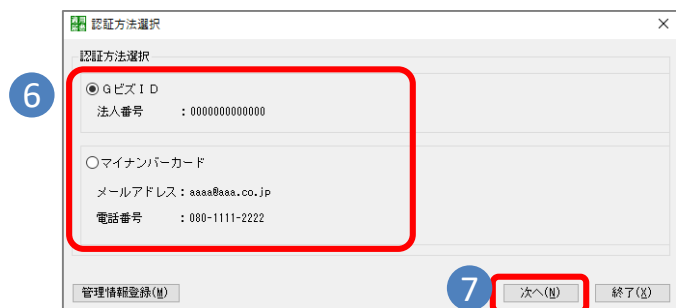 認証方法選択
認証方法選択
6
GビズID
法人番号 : 0000000000000
マイナンバーカード
メールアドレス : aaaa@aaa.co.jp
電話番号 : 080-1111-2222
管理情報登録(M)
7
次へ(N)
終了(X)